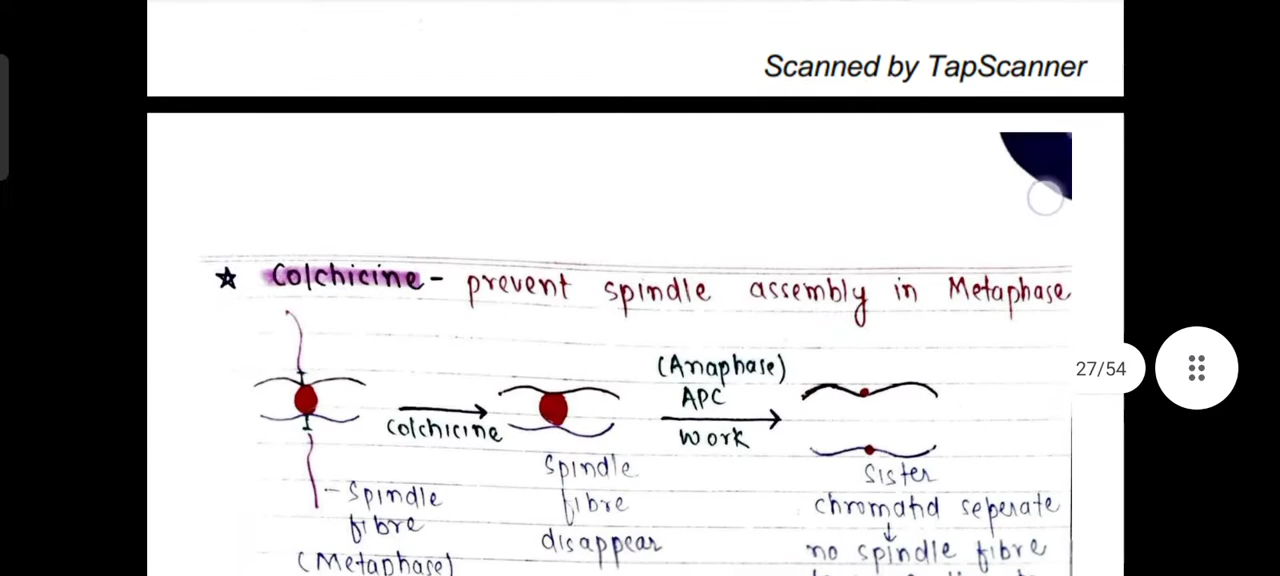 Scanned by TapScanner
☆ Colchicine - prevent spindle assembly in Metaphase
(Anaphase)
APC
Colchicine
work
27/54
- Spindle
fibre
(Metaphase)
Spindle
fibre
disappear
Sister
chromatid seperate
↓
no spindle fibre